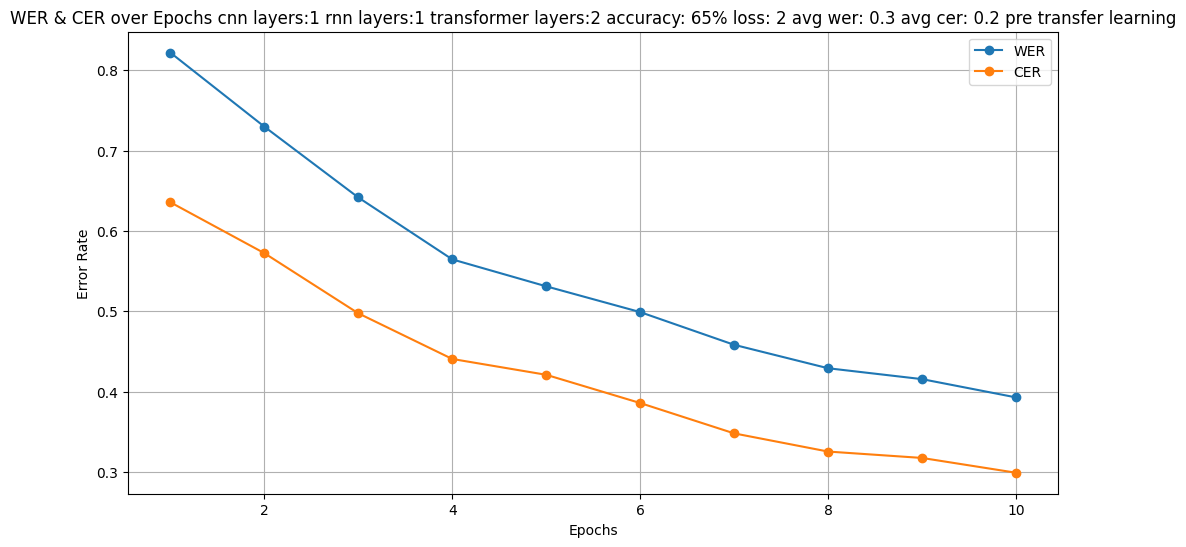 WER & CER over Epochs cnn layers:1 rnn layers:1 transformer layers:2 accuracy: 65% loss: 2 avg wer: 0.3 avg cer: 0.2 pre transfer learning
WER
CER
Error Rate
0.8
0.7
0.6
0.5
0.4
0.3
2
4
6
8
10
Epochs